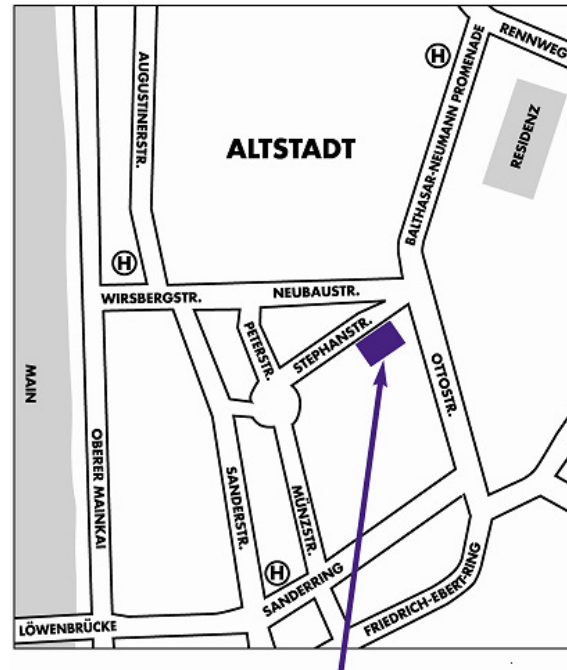 RENNWEG
AUGUSTINERSTR.
Ⓗ
BALTHASAR-NEUMANN PROMENADE
RESIDENZ
ALTSTADT
Ⓗ
WIRSBERGSTR.
NEUBAUSTR.
PETERSTR.
STEPHANSTR.
MAIN
OTTOSTR.
OBERER MAINKAI
SANDERSTR.
MÜNZSTR.
Ⓗ
SANDERRING
FRIEDRICH-EBERT-RING
LÖWENBRÜCKE